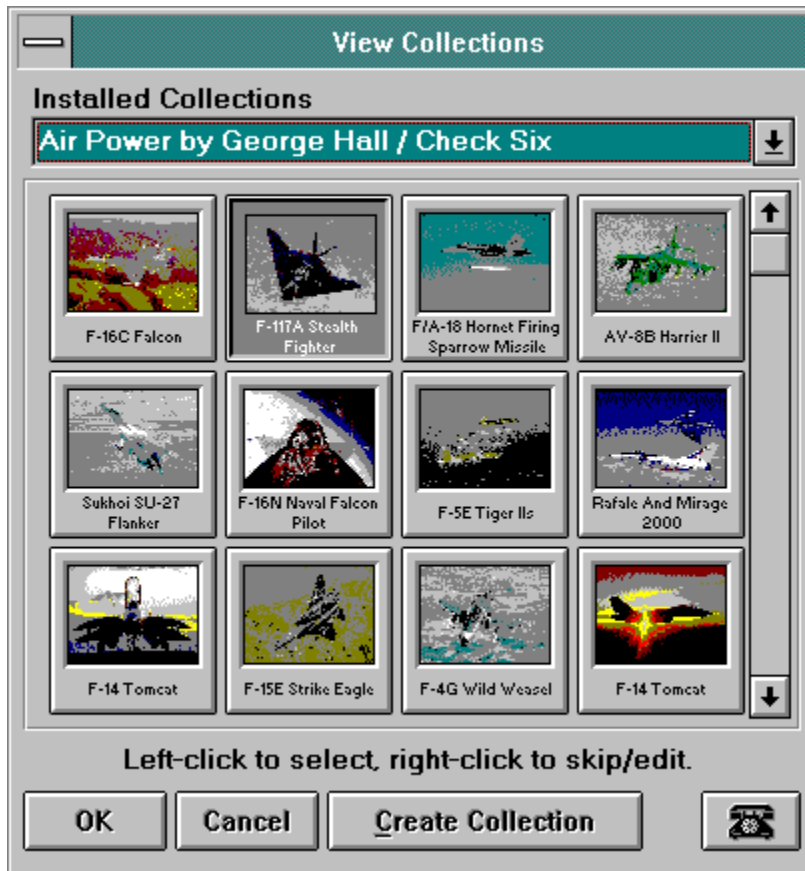 View Collections
Installed Collections
Air Power by George Hall / Check Six
F-16C Falcon
F-117A Stealth
Fighter
F/A-18 Hornet Firing
Sparrow Missile
AV-8B Harrier II
Sukhoi SU-27
Flanker
F-16N Naval Falcon
Pilot
F-5E Tiger IIs
Rafale And Mirage
2000
F-14 Tomcat
F-15E Strike Eagle
F-4G Wild Weasel
F-14 Tomcat
Left-click to select, right-click to skip/edit.
OK
Cancel
Create Collection